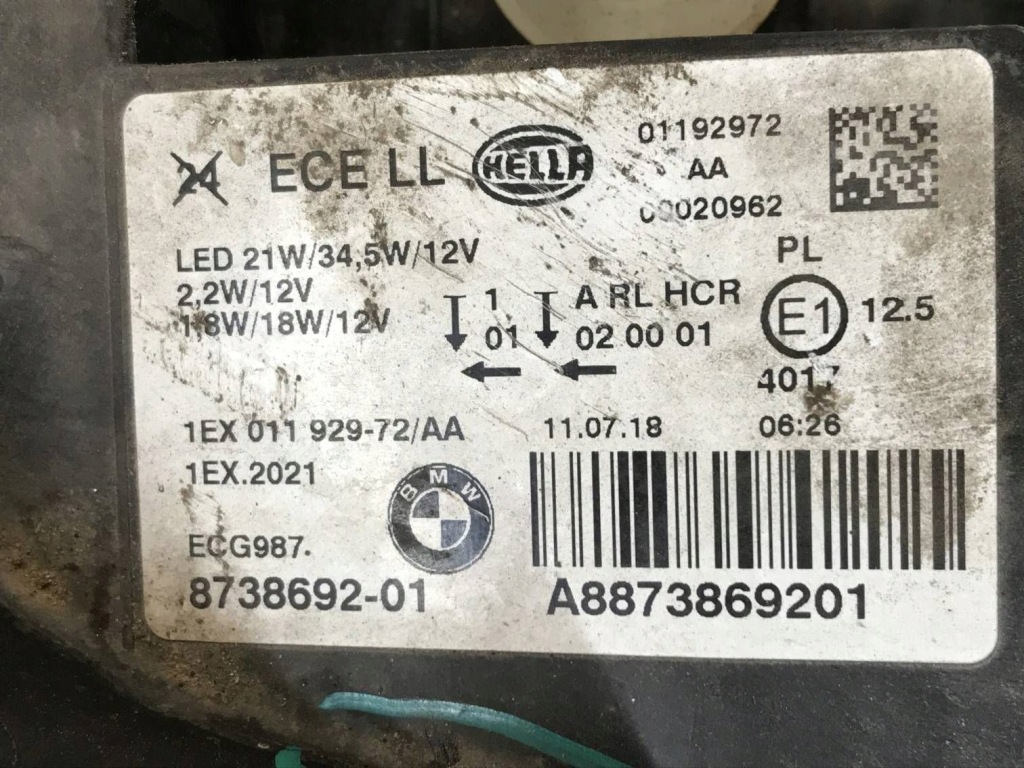 24 ECE LL HELLA
01192972
AA
00020962
LED 21W/34,5W/12V
2,2W/12V
1,8W/18W/12V
1 A RL HCR
01 02 00 01
PL
E1 12.5
4017
1EX 011 929-72/AA 11.07.18 06:26
1EX.2021
BMW
ECG987.
8738692-01 A8873869201